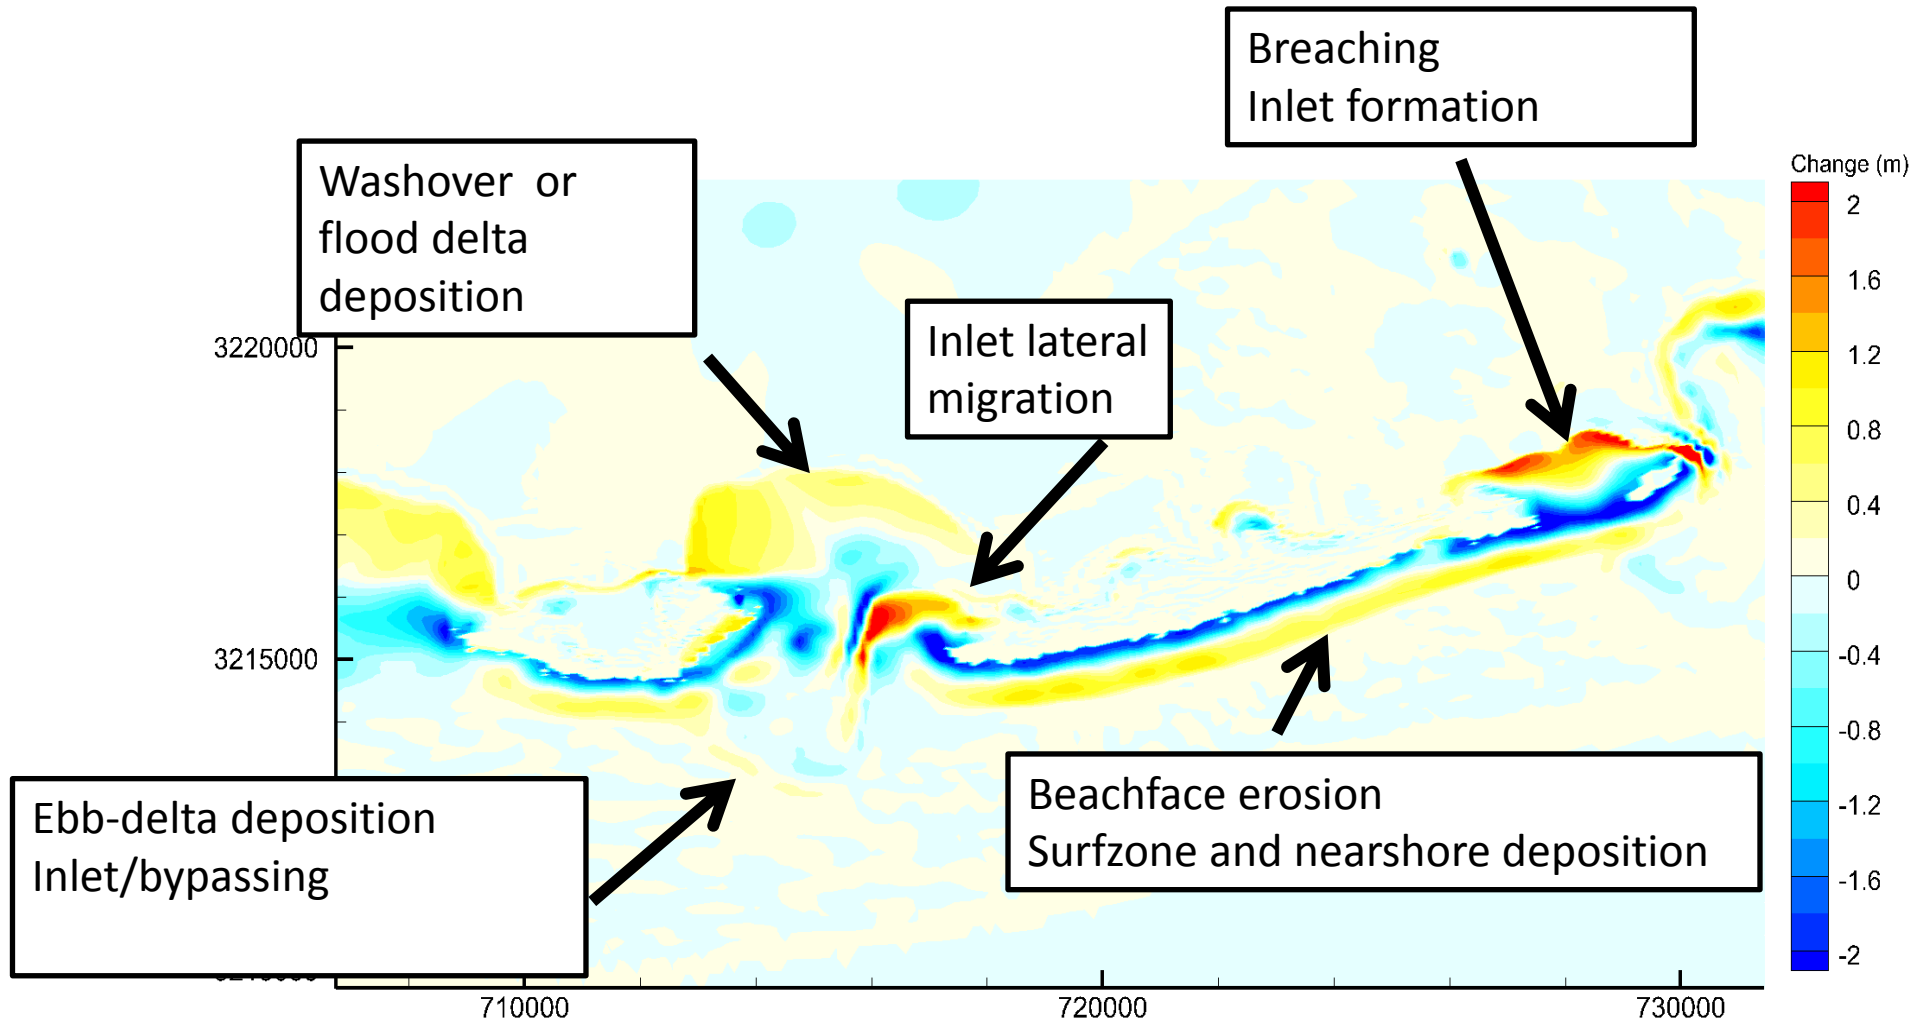 Breaching
Inlet formation
Washover or
flood delta
deposition
Inlet lateral
migration
Ebb-delta deposition
Inlet/bypassing
Beachface erosion
Surfzone and nearshore deposition
Change (m)
2
1.6
1.2
0.8
0.4
0
-0.4
-0.8
-1.2
-1.6
-2
3220000
3215000
710000
720000
730000